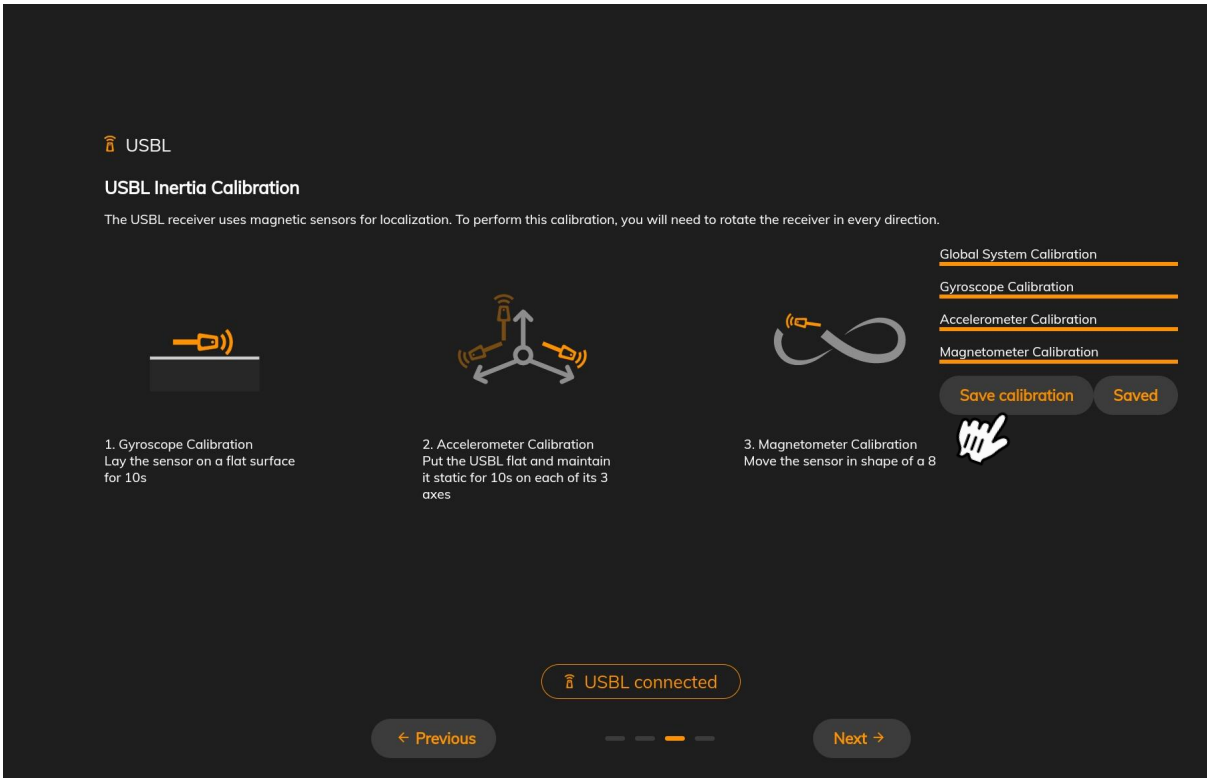 USBL
USBL Inertia Calibration
The USBL receiver uses magnetic sensors for localization. To perform this calibration, you will need to rotate the receiver in every direction.
Global System Calibration
Gyroscope Calibration
Accelerometer Calibration
Magnetometer Calibration
Save calibration
Saved
1. Gyroscope Calibration
Lay the sensor on a flat surface
for 10s
2. Accelerometer Calibration
Put the USBL flat and maintain
it static for 10s on each of its 3
axes
3. Magnetometer Calibration
Move the sensor in shape of a 8
USBL connected
← Previous
Next →